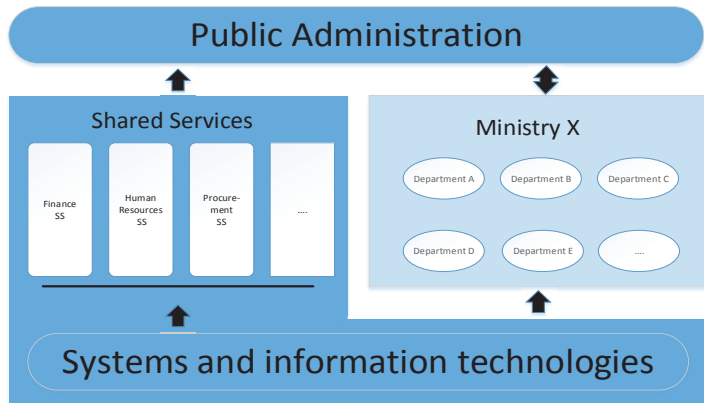 Public Administration
Shared Services
Finance
SS
Human
Resources
SS
Procure-
ment
SS
....
Ministry X
Department A
Department B
Department C
Department D
Department E
....
Systems and information technologies